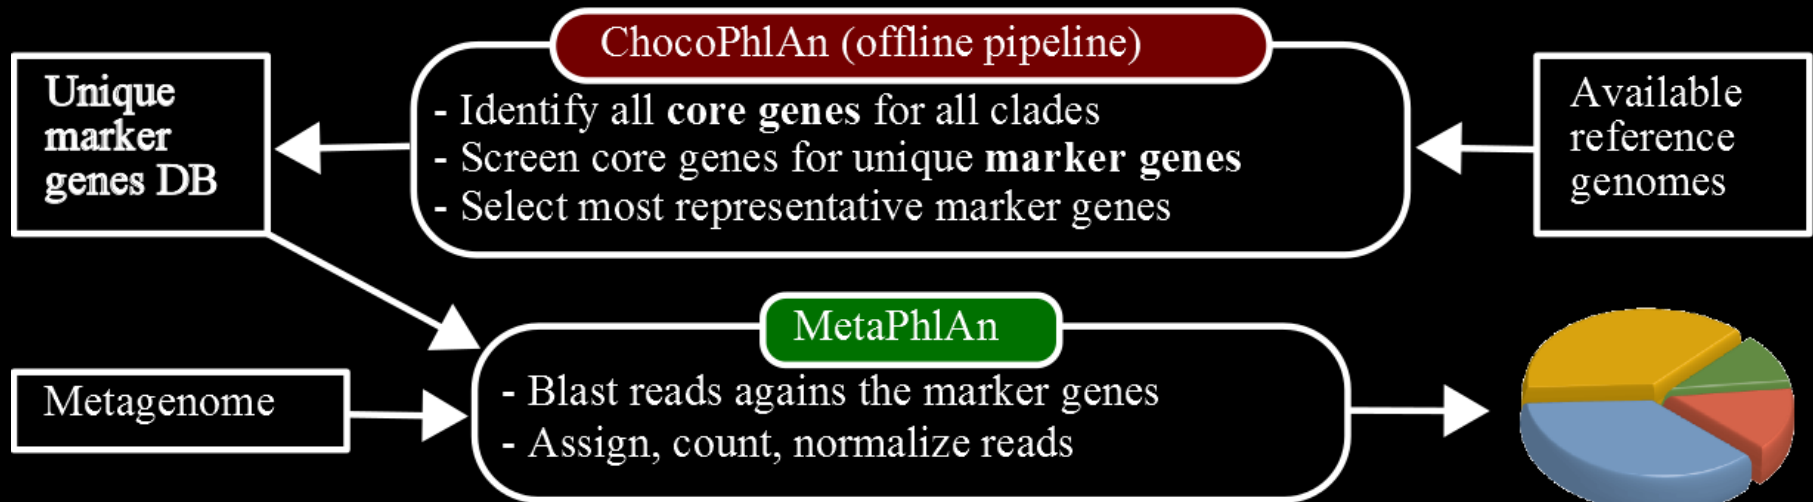 ChocoPhlAn (offline pipeline)
Unique
marker
genes DB
- Identify all core genes for all clades
- Screen core genes for unique marker genes
- Select most representative marker genes
Available
reference
genomes
MetaPhlAn
Metagenome
- Blast reads agains the marker genes
- Assign, count, normalize reads